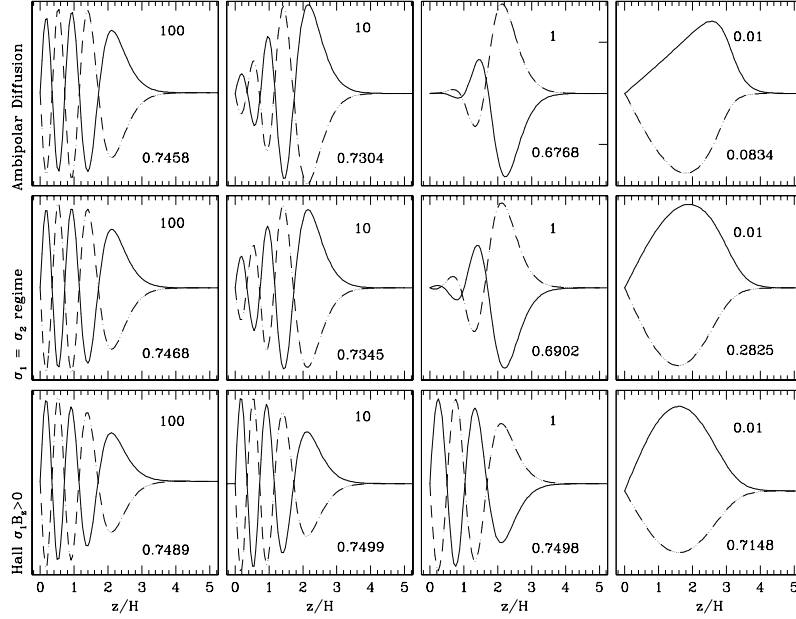 Ambipolar Diffusion
100
0.7458
10
0.7304
1
0.6768
0.01
0.0834
σ₁ = σ₂ regime
100
0.7468
10
0.7345
1
0.6902
0.01
0.2825
Hall σ₁B_z>0
100
0.7489
10
0.7499
1
0.7498
0.01
0.7148
0 1 2 3 4 5
0 1 2 3 4 5
0 1 2 3 4 5
0 1 2 3 4 5
z/H
z/H
z/H
z/H